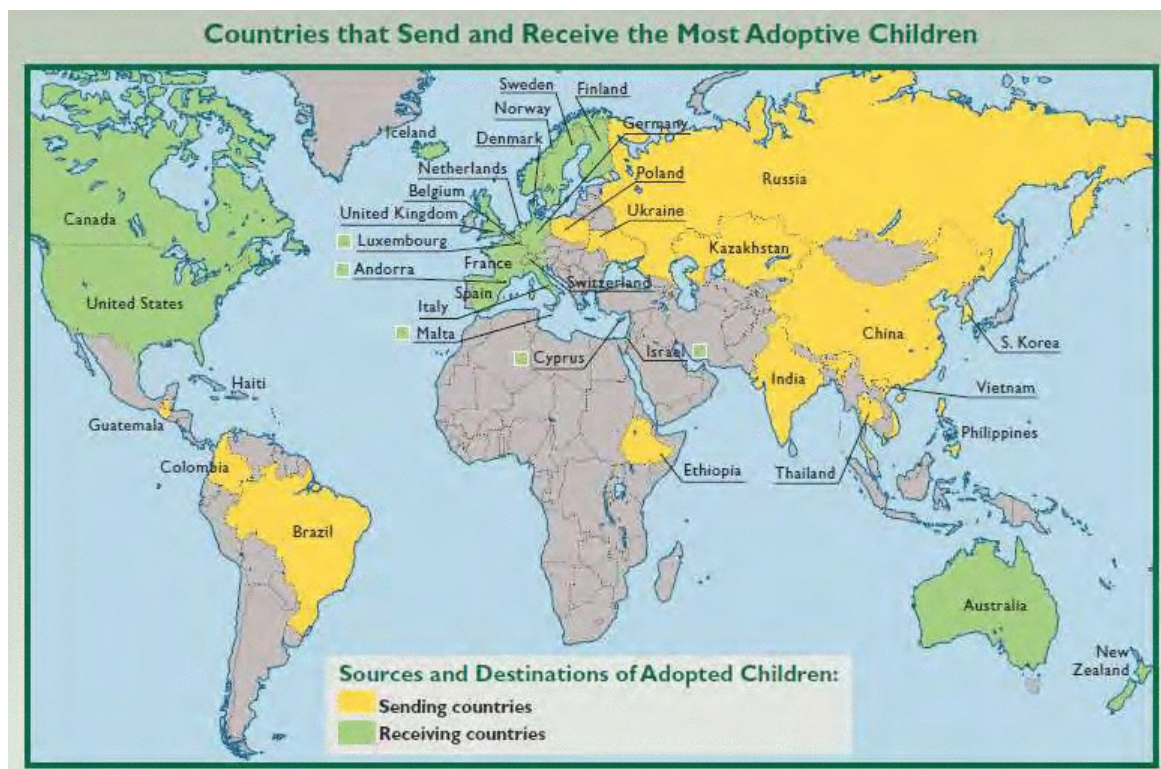 Countries that Send and Receive the Most Adoptive Children
Sweden
Finland
Norway
Iceland
Denmark
Germany
Netherlands
Belgium
Poland
Russia
Canada
United Kingdom
Ukraine
Luxembourg
Kazakhstan
France
Andorra
Switzerland
United States
Spain
Italy
Malta
China
S. Korea
Cyprus
Israel
India
Haiti
Vietnam
Guatemala
Philippines
Colombia
Ethiopia
Thailand
Brazil
Australia
New
Zealand
Sources and Destinations of Adopted Children:
Sending countries
Receiving countries